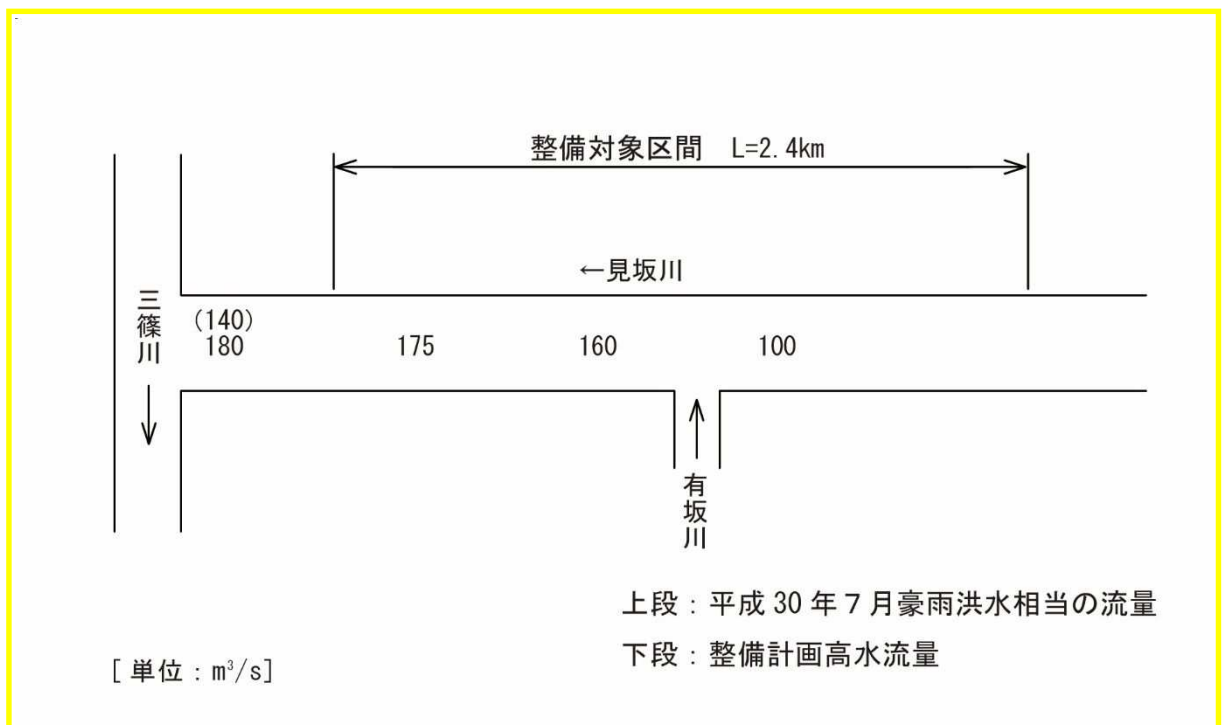 整備対象区間 L=2.4km
←見坂川
三篠川
(140)
180
175
160
100
有坂川
上段：平成30年７月豪雨洪水相当の流量
下段：整備計画高水流量
[単位：m³/s]